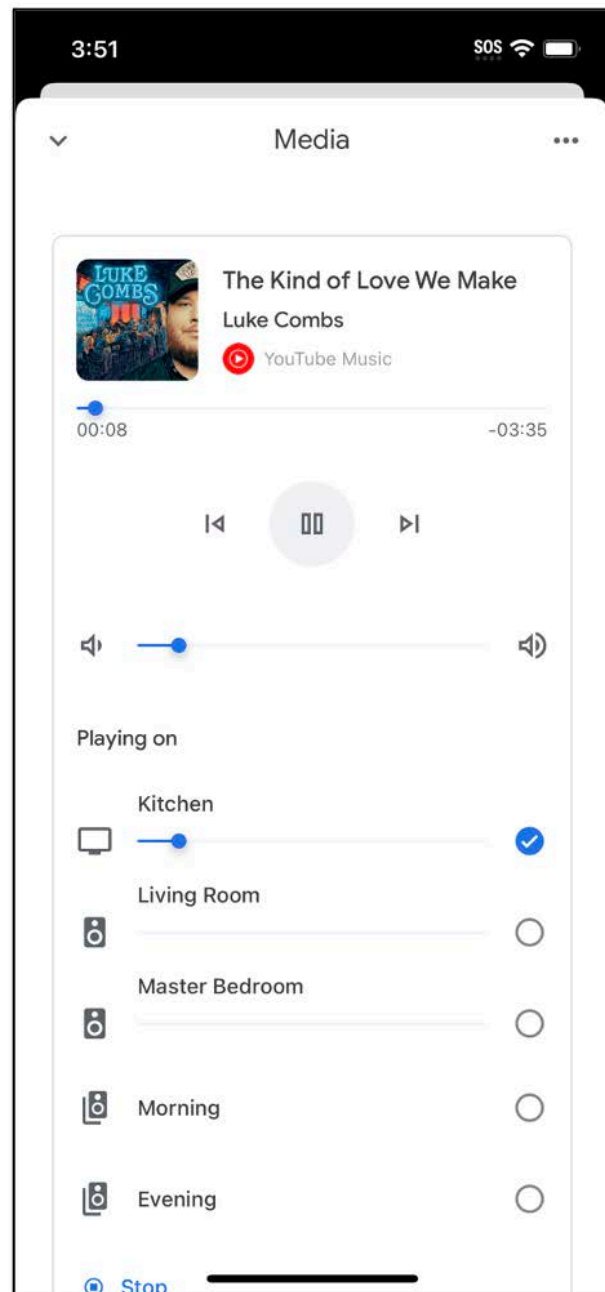 3:51 SOS
Media
LUKE
COMBS
The Kind of Love We Make
Luke Combs
YouTube Music
00:08 -03:35
Playing on
Kitchen
Living Room
Master Bedroom
Morning
Evening
Stop